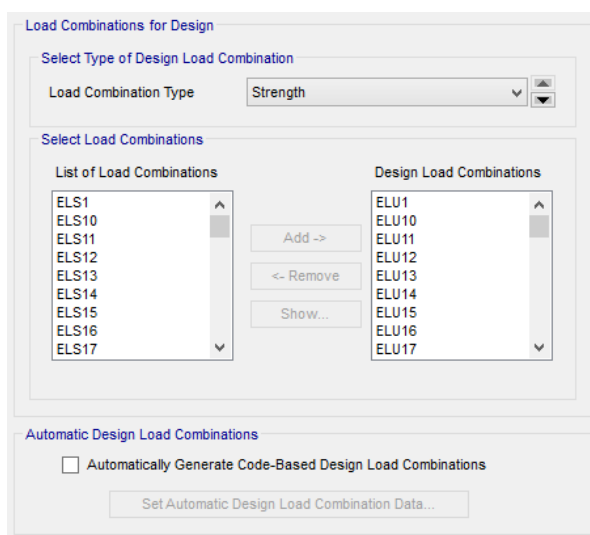 Load Combinations for Design
Select Type of Design Load Combination
Load Combination Type
Strength
Select Load Combinations
List of Load Combinations
ELS1
ELS10
ELS11
ELS12
ELS13
ELS14
ELS15
ELS16
ELS17
Add ->
<- Remove
Show...
Design Load Combinations
ELU1
ELU10
ELU11
ELU12
ELU13
ELU14
ELU15
ELU16
ELU17
Automatic Design Load Combinations
Automatically Generate Code-Based Design Load Combinations
Set Automatic Design Load Combination Data...